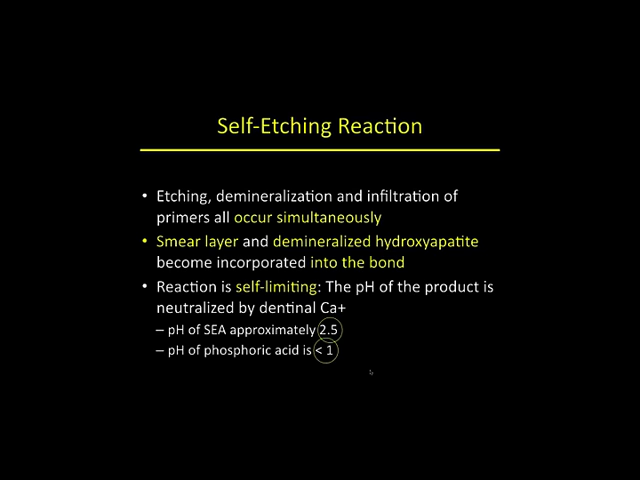 Self-Etching Reaction
• Etching, demineralization and infiltration of
primers all occur simultaneously
• Smear layer and demineralized hydroxyapatite
become incorporated into the bond
• Reaction is self-limiting: The pH of the product is
neutralized by dentinal Ca+
– pH of SEA approximately 2.5
– pH of phosphoric acid is < 1